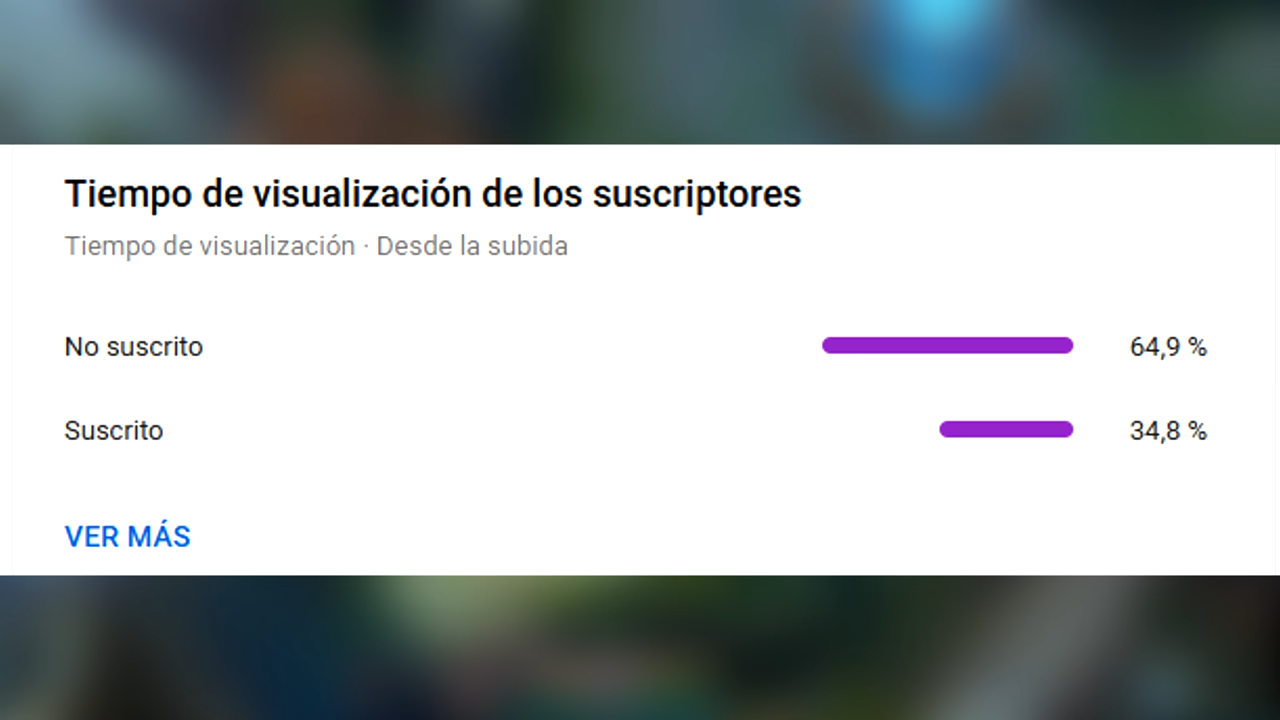 Tiempo de visualización de los suscriptores
Tiempo de visualización · Desde la subida
No suscrito 64,9 %
Suscrito 34,8 %
VER MÁS